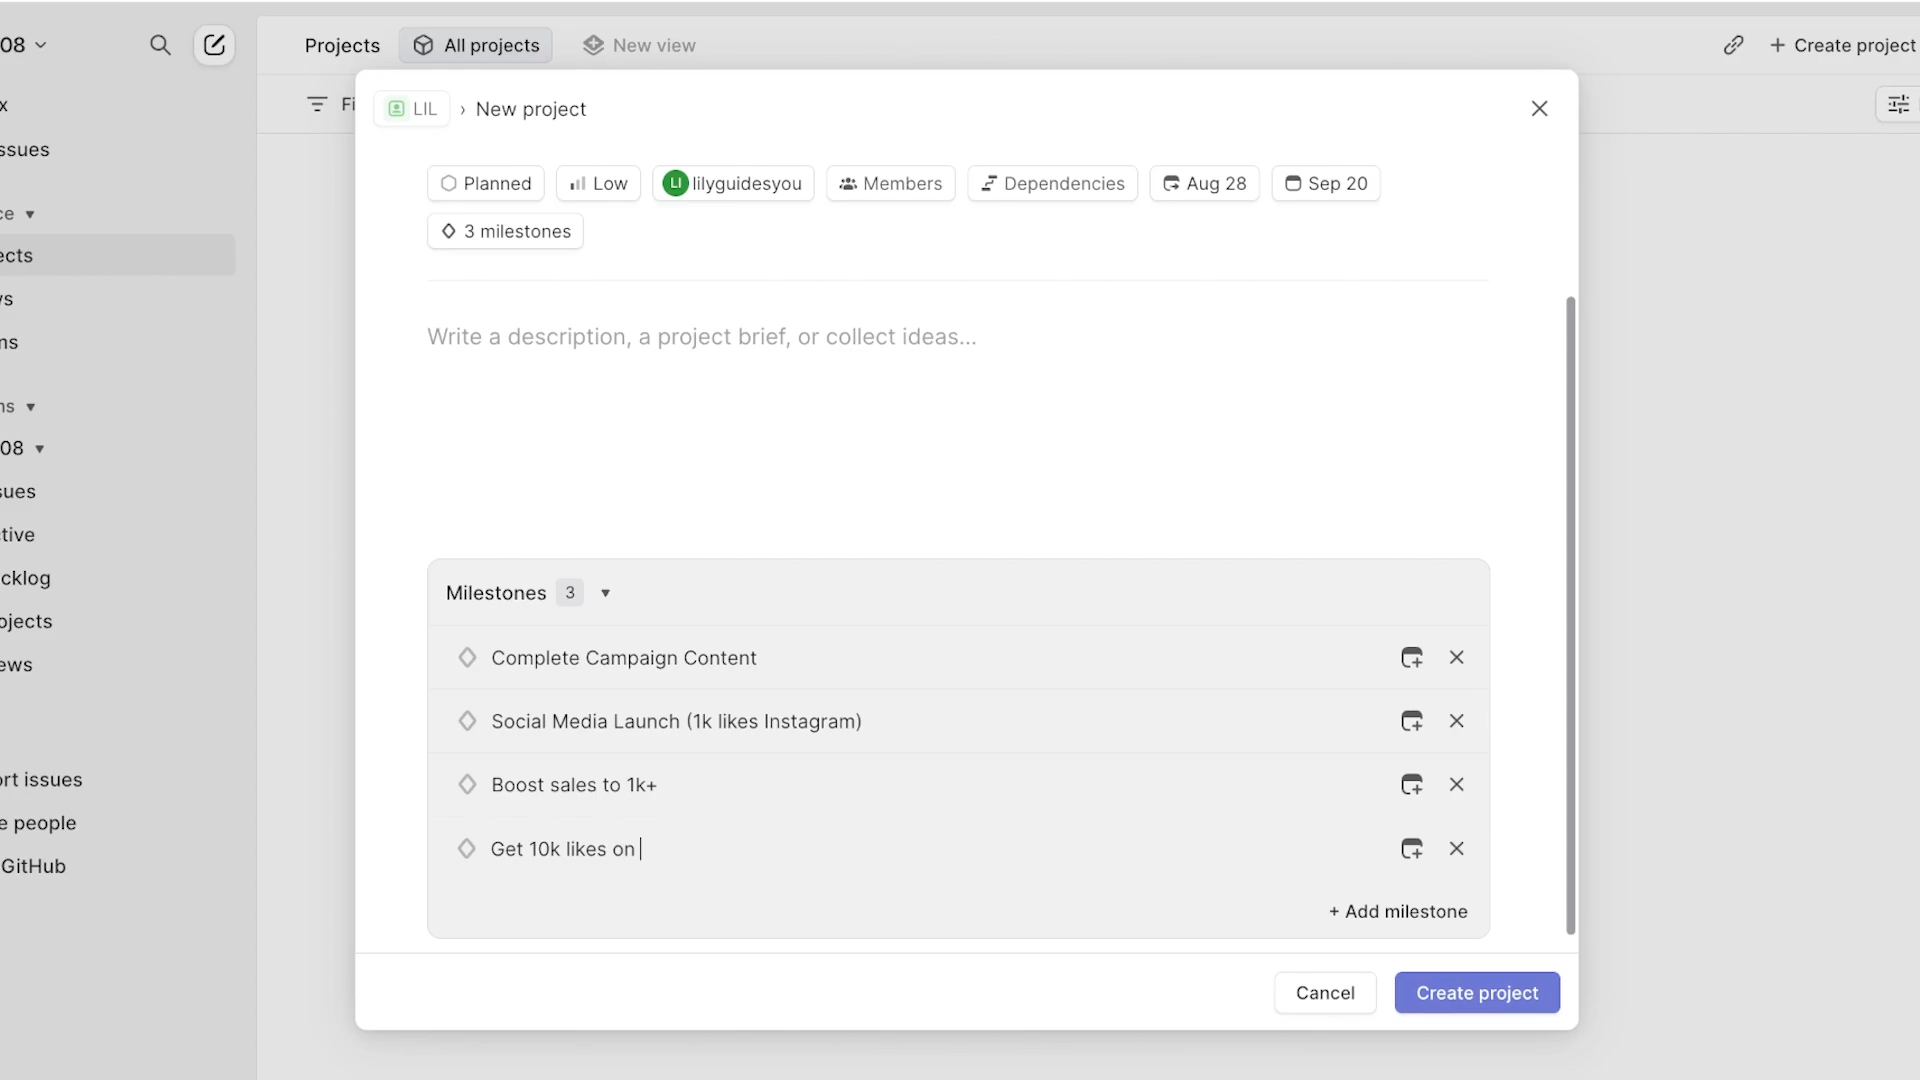 08
Projects
All projects
New view
Create project
x
Fi
LIL › New project
ssues
Planned
Low
LI
lilyguidesyou
Members
Dependencies
Aug 28
Sep 20
ce
3 milestones
ects
vs
Write a description, a project brief, or collect ideas...
ns
ns
08
sues
tive
cklog
Milestones 3
ojects
Complete Campaign Content
ews
Social Media Launch (1k likes Instagram)
Boost sales to 1k+
ort issues
e people
Get 10k likes on
GitHub
+ Add milestone
Cancel
Create project